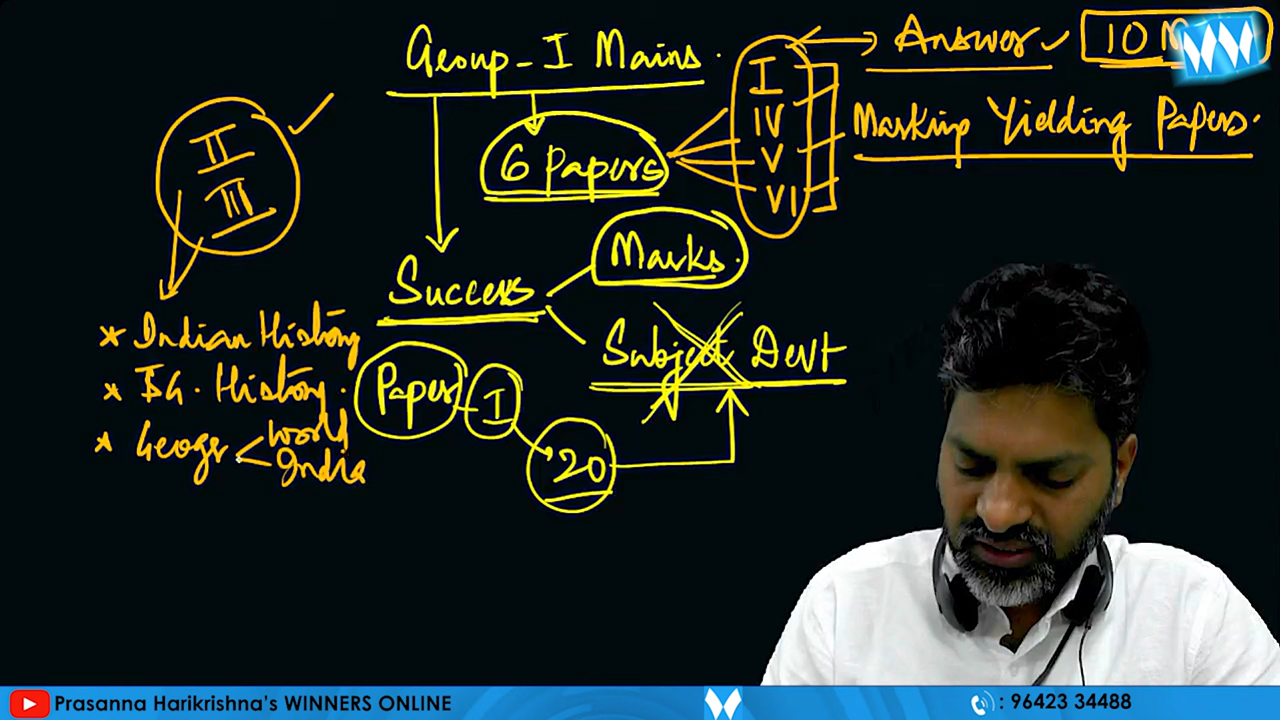 Group - I Mains.
Answer ✓ 10 M
I
IV
V
VI
Marking Yielding Papers.
6 Papers
II
III
Success
Marks.
Subject Devt
* Indian History
* TG. History.
* Geogr < World
India
Paper - I
20
Prasanna Harikrishna's WINNERS ONLINE
: 96423 34488